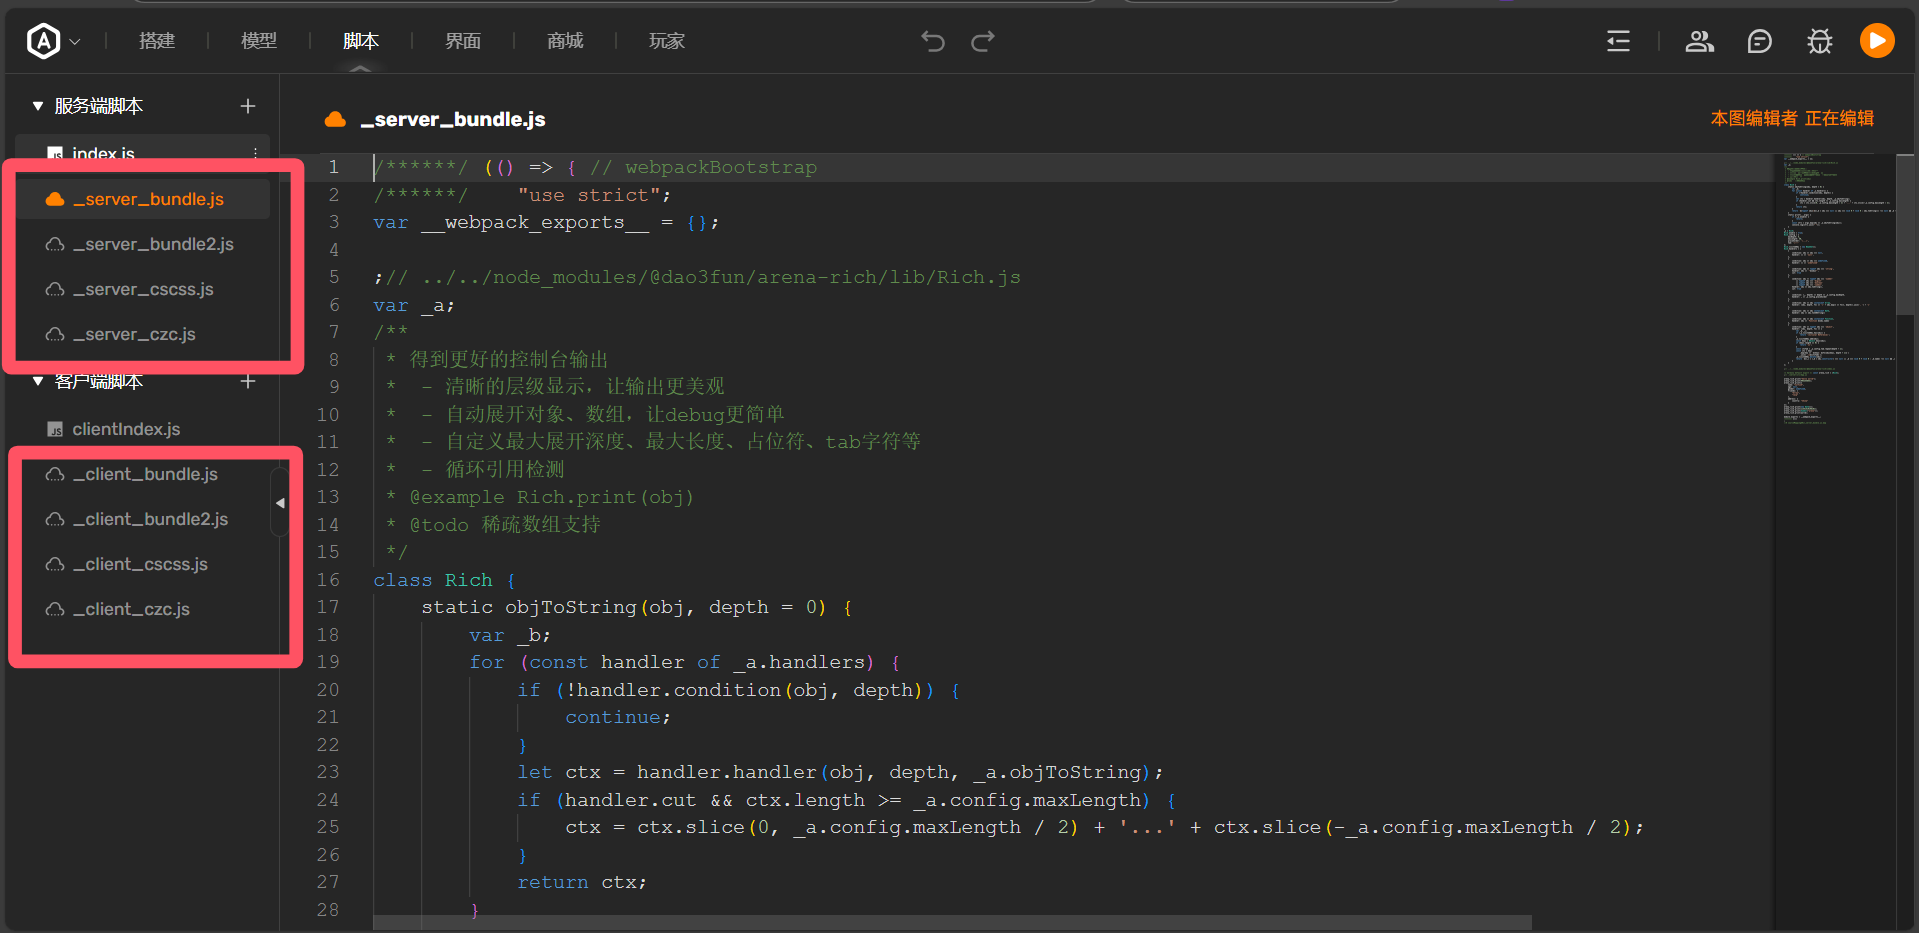 搭建
模型
脚本
界面
商城
玩家
服务端脚本
index.js
_server_bundle.js
_server_bundle2.js
_server_cscss.js
_server_czc.js
客户端脚本
clientIndex.js
_client_bundle.js
_client_bundle2.js
_client_cscss.js
_client_czc.js
_server_bundle.js
本图编辑者 正在编辑
1 /******/ (() => { // webpackBootstrap
2 /******/ "use strict";
3 var __webpack_exports__ = {};
4
5 ;// ../../node_modules/@dao3fun/arena-rich/lib/Rich.js
6 var _a;
7 /**
8 * 得到更好的控制台输出
9 * - 清晰的层级显示，让输出更美观
10 * - 自动展开对象、数组，让debug更简单
11 * - 自定义最大展开深度、最大长度、占位符、tab字符等
12 * - 循环引用检测
13 * @example Rich.print(obj)
14 * @todo 稀疏数组支持
15 */
16 class Rich {
17 static objToString(obj, depth = 0) {
18 var _b;
19 for (const handler of _a.handlers) {
20 if (!handler.condition(obj, depth)) {
21 continue;
22 }
23 let ctx = handler.handler(obj, depth, _a.objToString);
24 if (handler.cut && ctx.length >= _a.config.maxLength) {
25 ctx = ctx.slice(0, _a.config.maxLength / 2) + '...' + ctx.slice(-_a.config.maxLength / 2);
26 }
27 return ctx;
28 }